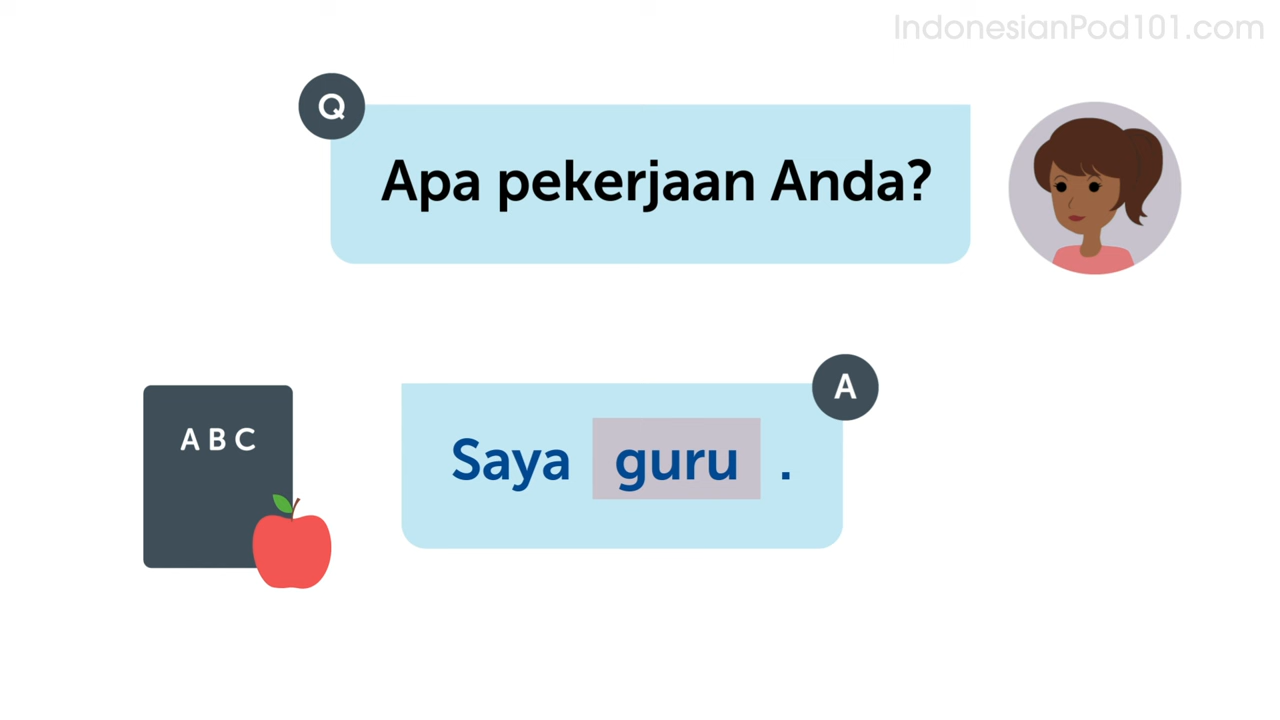 IndonesianPod101.com
Q
Apa pekerjaan Anda?
A
A B C
Saya guru .